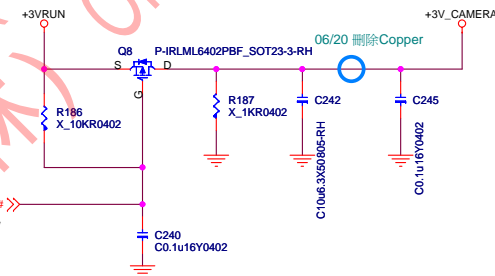 +3VRUN
+3V_CAMERA
06/20 刪除Copper
Q8 P-IRLML6402PBF_SOT23-3-RH
S D
G
R186
X_10KR0402
R187
X_1KR0402
C242
C10u6.3X50805-RH
C245
C0.1u16Y0402
C240
C0.1u16Y0402